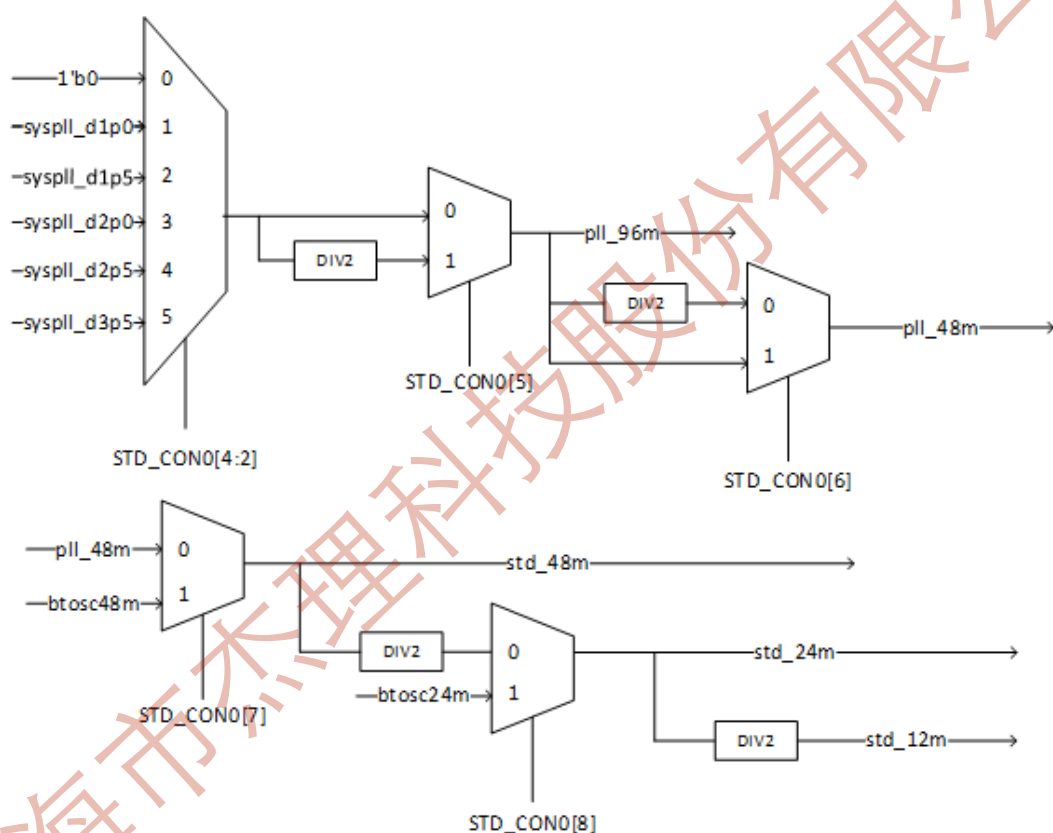 1'b0
0
syspll_d1p0
1
syspll_d1p5
2
syspll_d2p0
3
syspll_d2p5
4
syspll_d3p5
5
STD_CON0[4:2]
DIV2
0
1
STD_CON0[5]
pll_96m
DIV2
0
1
pll_48m
STD_CON0[6]
pll_48m
0
btosc48m
1
STD_CON0[7]
std_48m
DIV2
0
btosc24m
1
STD_CON0[8]
std_24m
DIV2
std_12m
海市杰理科技股份有限公